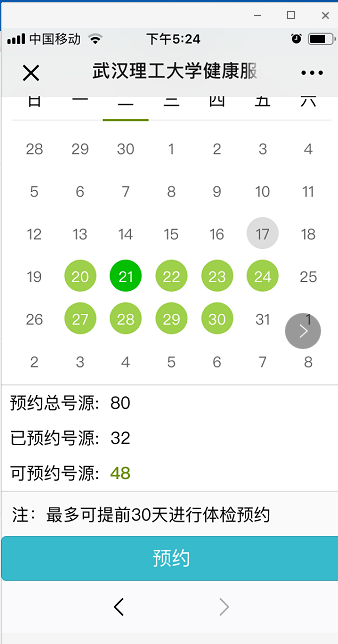 中国移动 下午5:24
武汉理工大学健康服
日 一 二 三 四 五 六
28 29 30 1 2 3 4
5 6 7 8 9 10 11
12 13 14 15 16 17 18
19 20 21 22 23 24 25
26 27 28 29 30 31 1
2 3 4 5 6 7 8
预约总号源: 80
已预约号源: 32
可预约号源: 48
注：最多可提前30天进行体检预约
预约